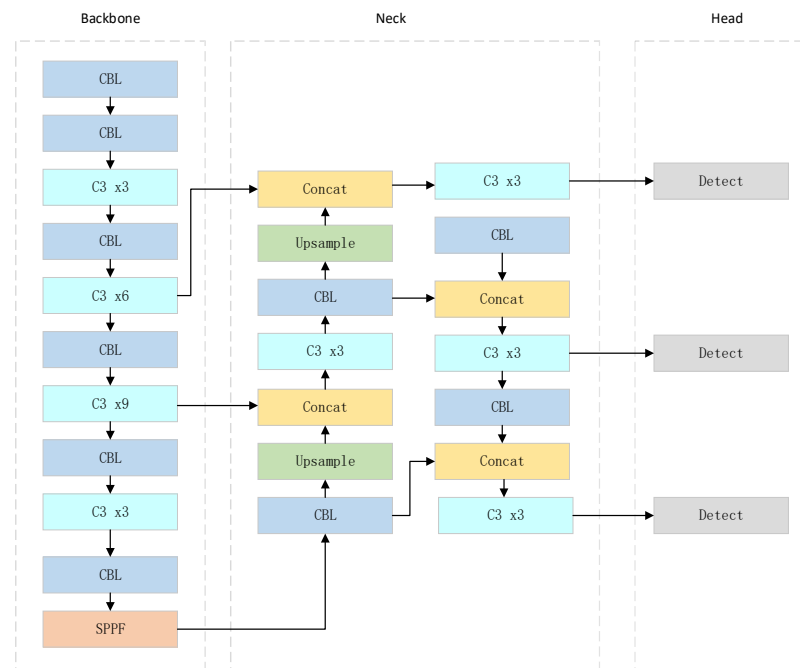 Backbone
Neck
Head
CBL
CBL
C3 x3
CBL
C3 x6
CBL
C3 x9
CBL
C3 x3
CBL
SPPF
Concat
Upsample
CBL
C3 x3
Concat
Upsample
CBL
C3 x3
CBL
Concat
C3 x3
CBL
Concat
C3 x3
Detect
Detect
Detect